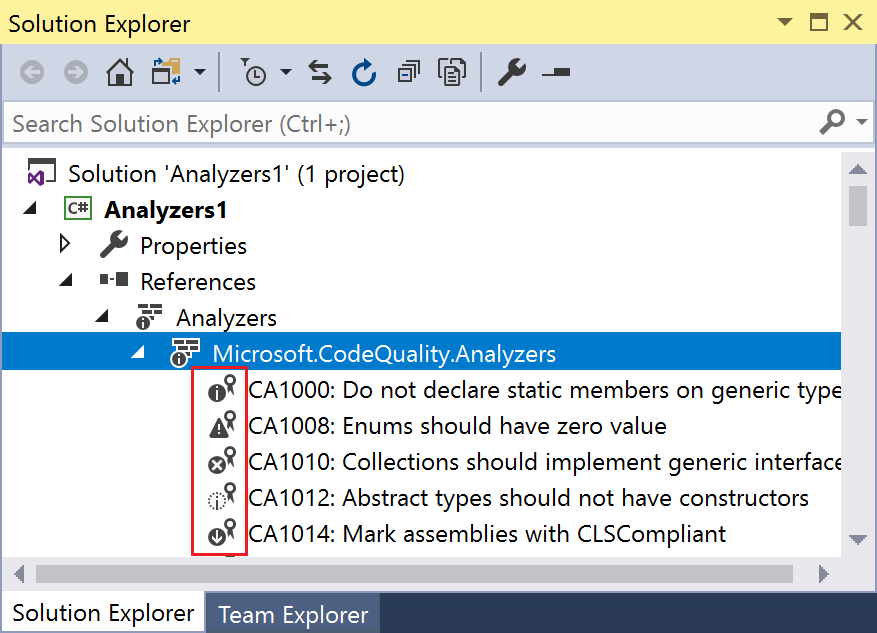 Solution Explorer
Search Solution Explorer (Ctrl+;)
Solution 'Analyzers1' (1 project)
C# Analyzers1
Properties
References
Analyzers
Microsoft.CodeQuality.Analyzers
CA1000: Do not declare static members on generic type
CA1008: Enums should have zero value
CA1010: Collections should implement generic interface
CA1012: Abstract types should not have constructors
CA1014: Mark assemblies with CLSCompliant
Solution Explorer Team Explorer